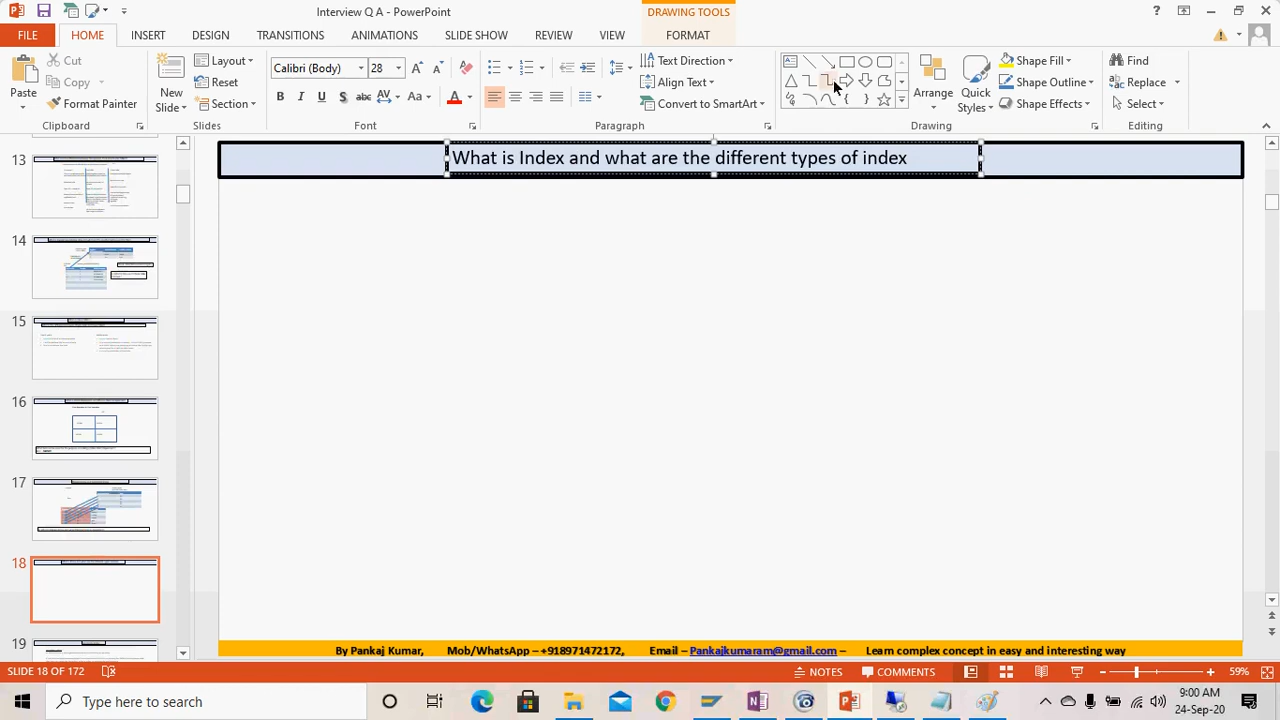 Interview Q A - PowerPoint
DRAWING TOOLS
FILE HOME INSERT DESIGN TRANSITIONS ANIMATIONS SLIDE SHOW REVIEW VIEW FORMAT
Paste
Cut
Copy
Format Painter
Clipboard
New
Slide
Layout
Reset
Section
Slides
Calibri (Body) 28
B I U S abc AV Aa A
Font
Text Direction
Align Text
Convert to SmartArt
Paragraph
Arrange
Quick
Styles
Shape Fill
Shape Outline
Shape Effects
Drawing
Find
Replace
Select
Editing
What is Index and what are the different types of index
13
14
15
16
17
18
19
By Pankaj Kumar, Mob/WhatsApp – +918971472172, Email – Pankajkumaram@gmail.com – Learn complex concept in easy and interesting way
SLIDE 18 OF 172 NOTES COMMENTS 59%
Type here to search
9:00 AM
24-Sep-20